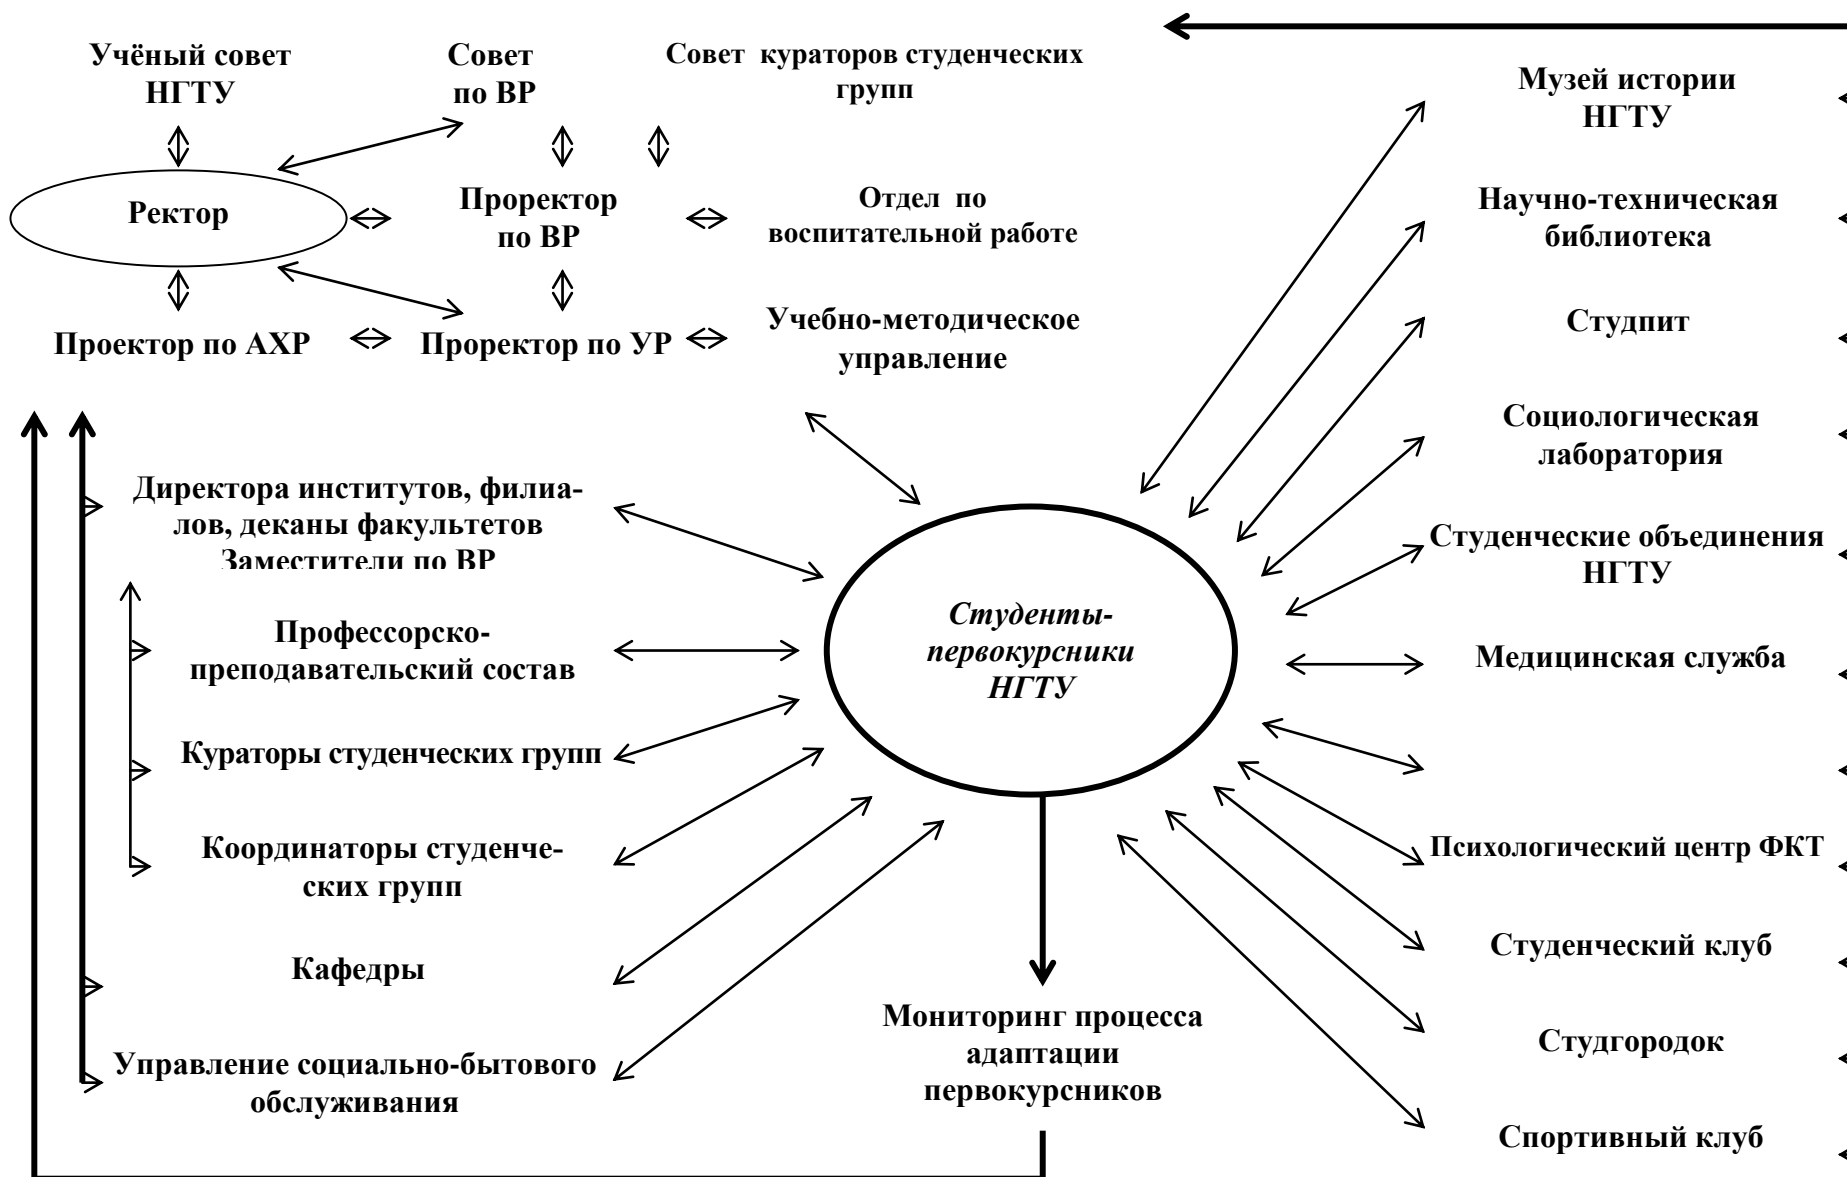 Учёный совет
НГТУ
Совет
по ВР
Совет кураторов студенческих
групп
Ректор
Проректор
по ВР
Отдел по
воспитательной работе
Проектор по АХР
Проректор по УР
Учебно-методическое
управление
Директора институтов, филиа-
лов, деканы факультетов
Заместители по ВР
Профессорско-
преподавательский состав
Кураторы студенческих групп
Координаторы студенче-
ских групп
Кафедры
Управление социально-бытового
обслуживания
Студенты-
первокурсники
НГТУ
Мониторинг процесса
адаптации
первокурсников
Музей истории
НГТУ
Научно-техническая
библиотека
Студпит
Социологическая
лаборатория
Студенческие объединения
НГТУ
Медицинская служба
Психологический центр ФКТ
Студенческий клуб
Студгородок
Спортивный клуб